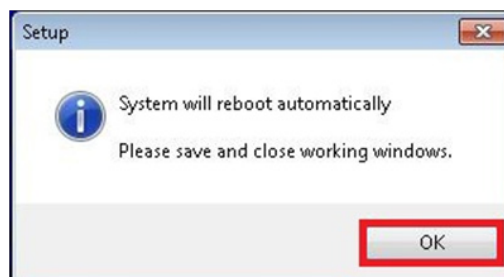 Setup
System will reboot automatically
Please save and close working windows.
OK